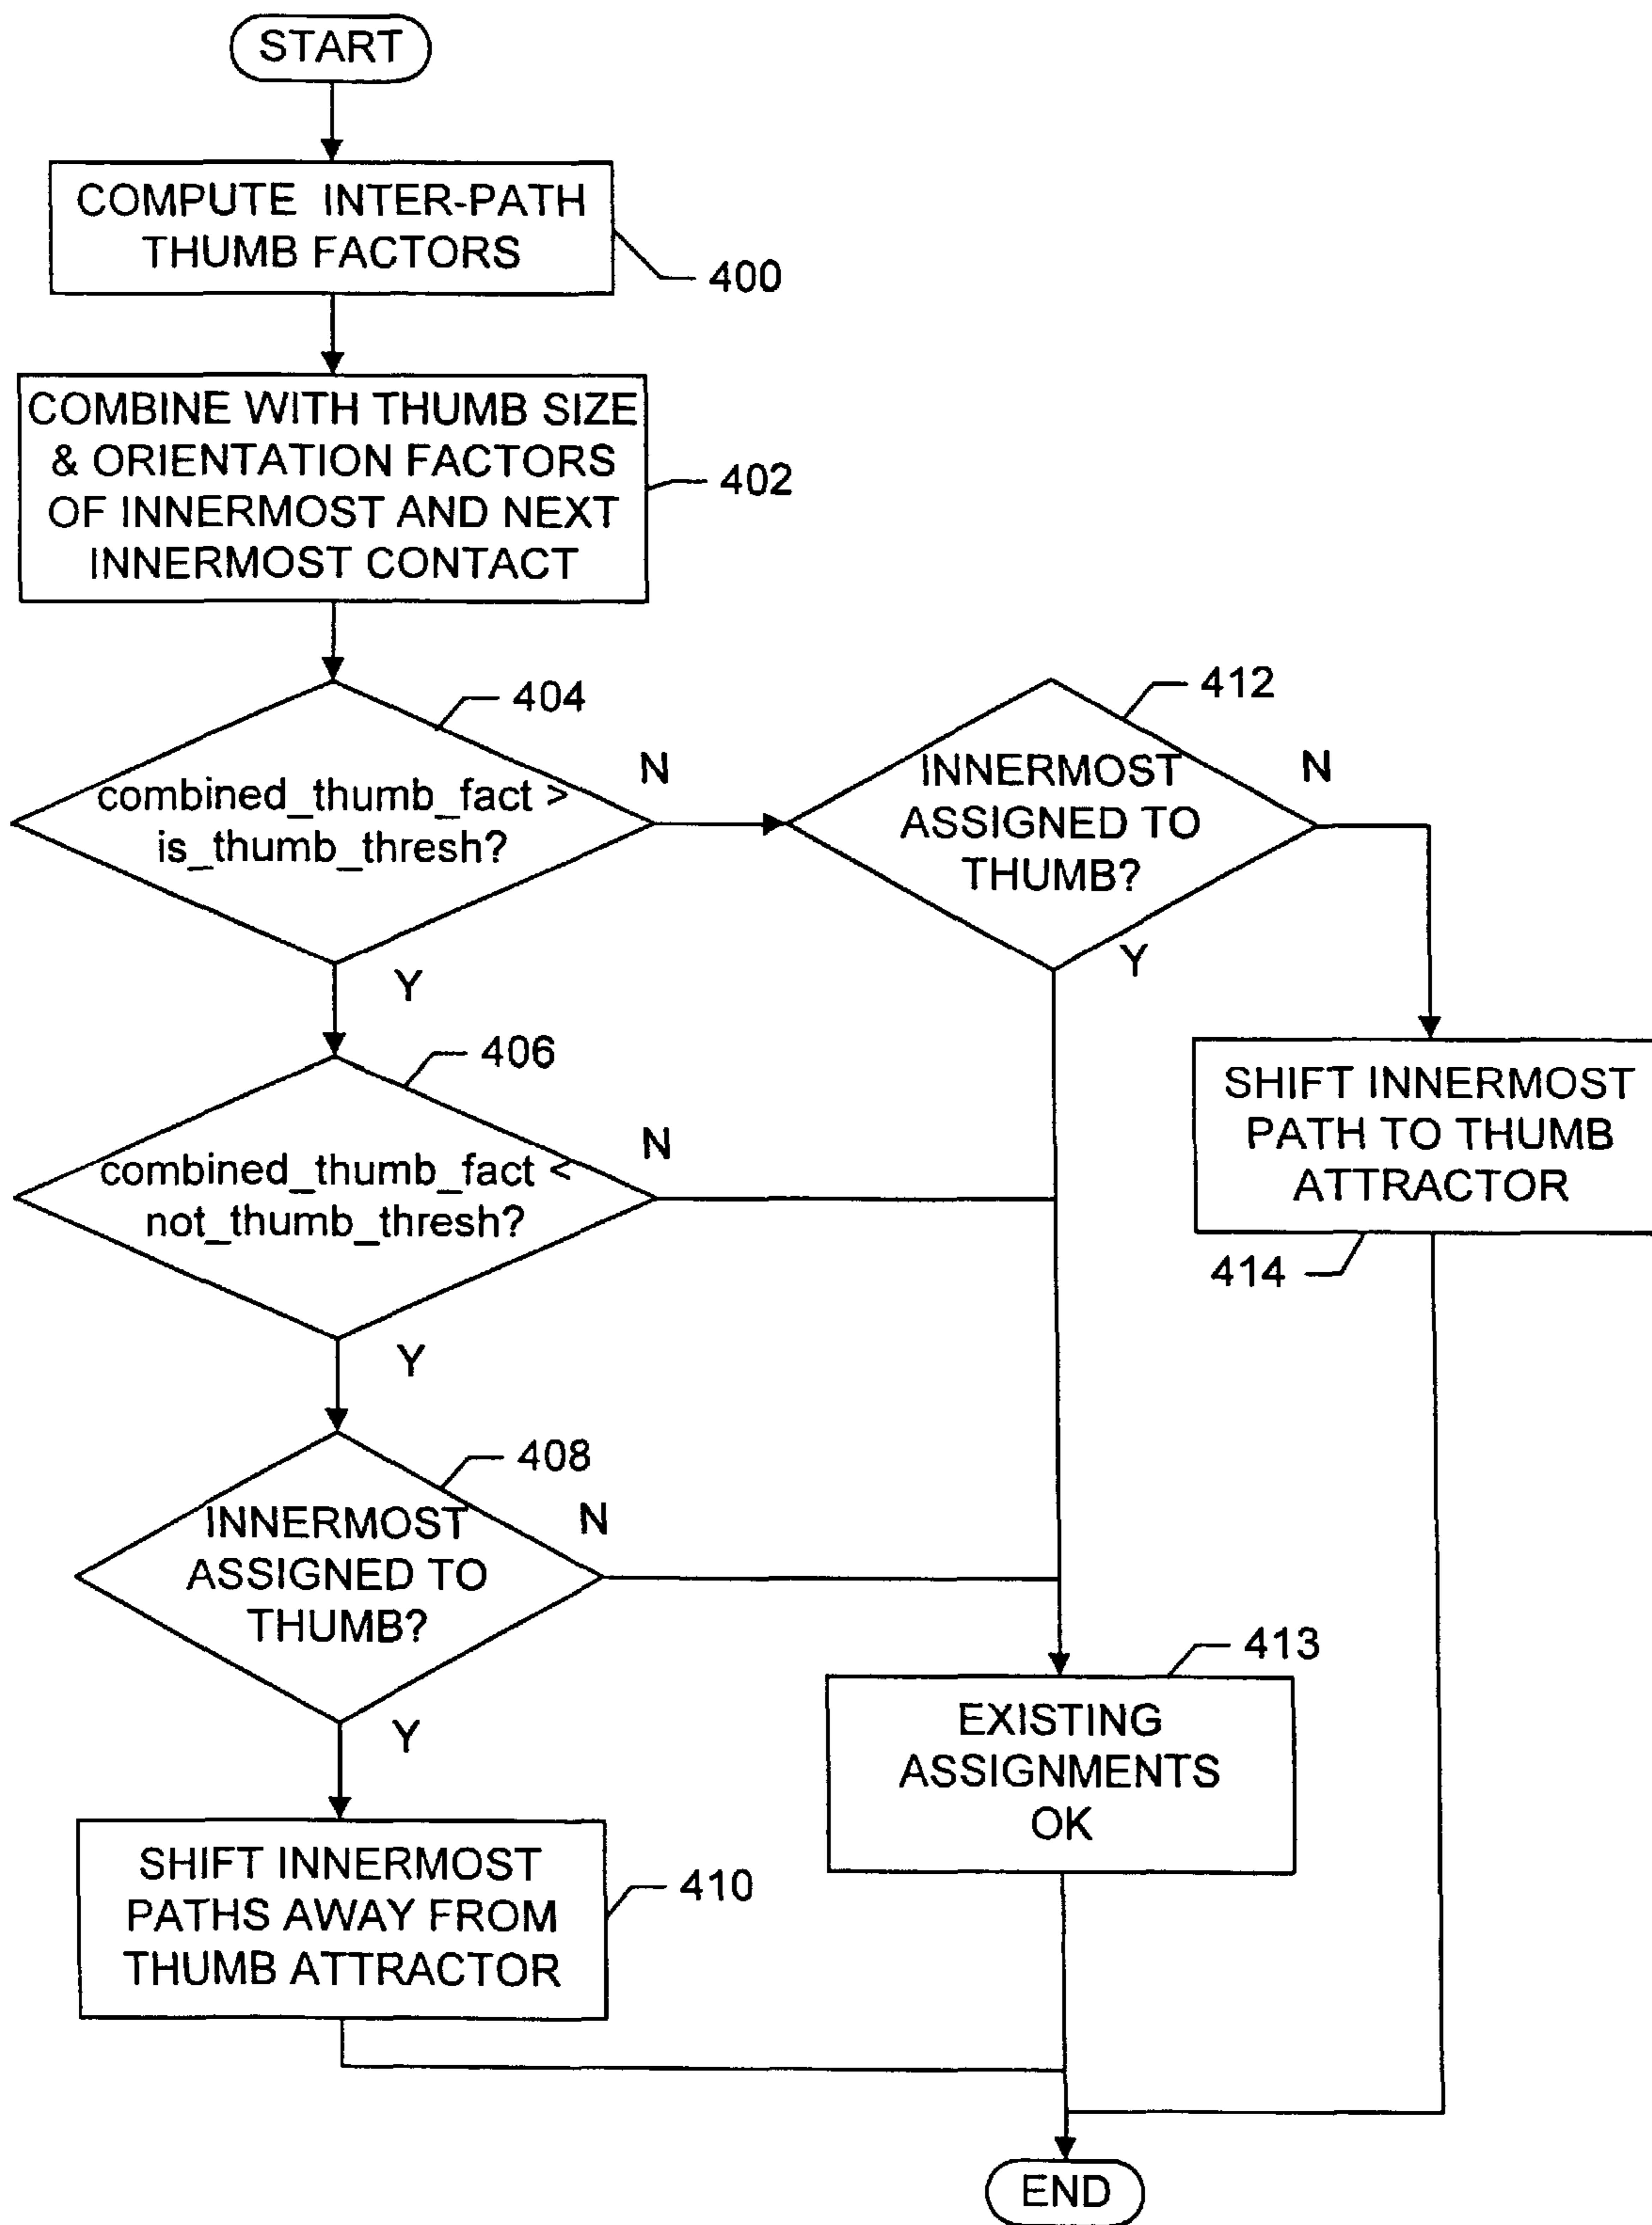 START
COMPUTE INTER-PATH
THUMB FACTORS
400
COMBINE WITH THUMB SIZE
& ORIENTATION FACTORS
OF INNERMOST AND NEXT
INNERMOST CONTACT
402
404
combined_thumb_fact >
is_thumb_thresh?
N
Y
412
INNERMOST
ASSIGNED TO
THUMB?
N
Y
406
combined_thumb_fact <
not_thumb_thresh?
N
Y
SHIFT INNERMOST
PATH TO THUMB
ATTRACTOR
414
408
INNERMOST
ASSIGNED TO
THUMB?
N
Y
413
EXISTING
ASSIGNMENTS
OK
SHIFT INNERMOST
PATHS AWAY FROM
THUMB ATTRACTOR
410
END